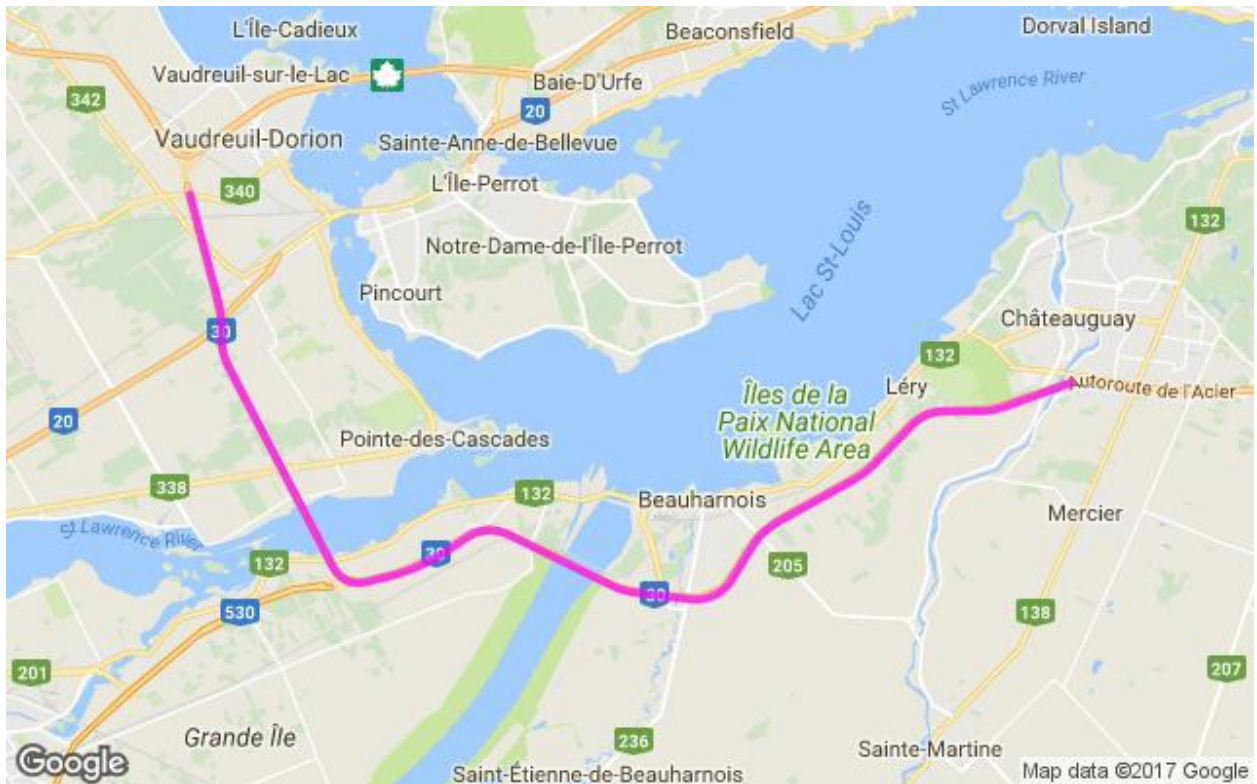 L'Île-Cadieux
Beaconsfield
Dorval Island
Vaudreuil-sur-le-Lac
Baie-D'Urfe
342
20
St Lawrence River
Vaudreuil-Dorion
Sainte-Anne-de-Bellevue
340
L'Île-Perrot
132
Notre-Dame-de-l'Île-Perrot
Lac St-Louis
Pincourt
30
Châteauguay
132
Léry
Autoroute de l'Acier
20
Îles de la
Paix National
Wildlife Area
Pointe-des-Cascades
338
132
Beauharnois
Mercier
St Lawrence River
132
30
205
30
530
138
201
207
Grande Île
236
Sainte-Martine
Google
Saint-Étienne-de-Beauharnois
Map data ©2017 Google